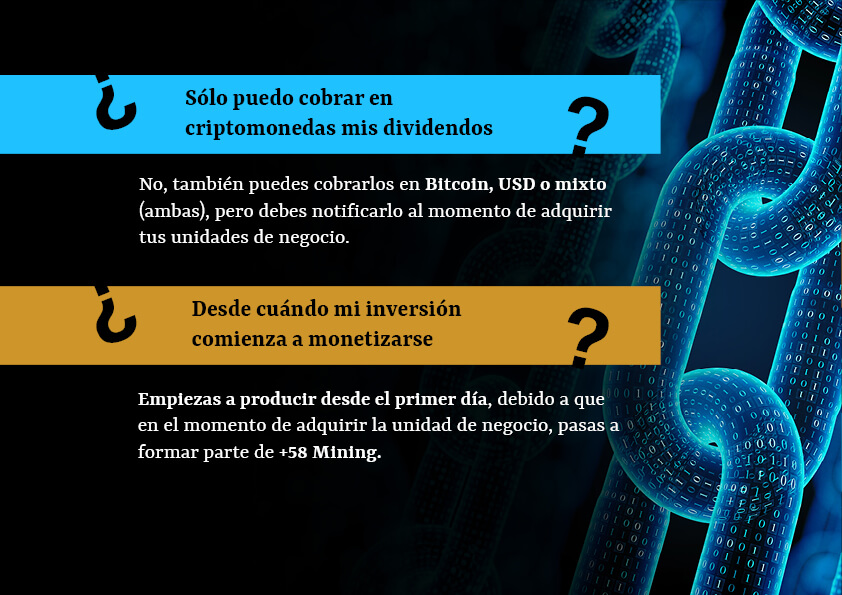 ¿ Sólo puedo cobrar en
criptomonedas mis dividendos ?
No, también puedes cobrarlos en Bitcoin, USD o mixto
(ambas), pero debes notificarlo al momento de adquirir
tus unidades de negocio.
¿ Desde cuándo mi inversión
comienza a monetizarse ?
Empiezas a producir desde el primer día, debido a que
en el momento de adquirir la unidad de negocio, pasas a
formar parte de +58 Mining.